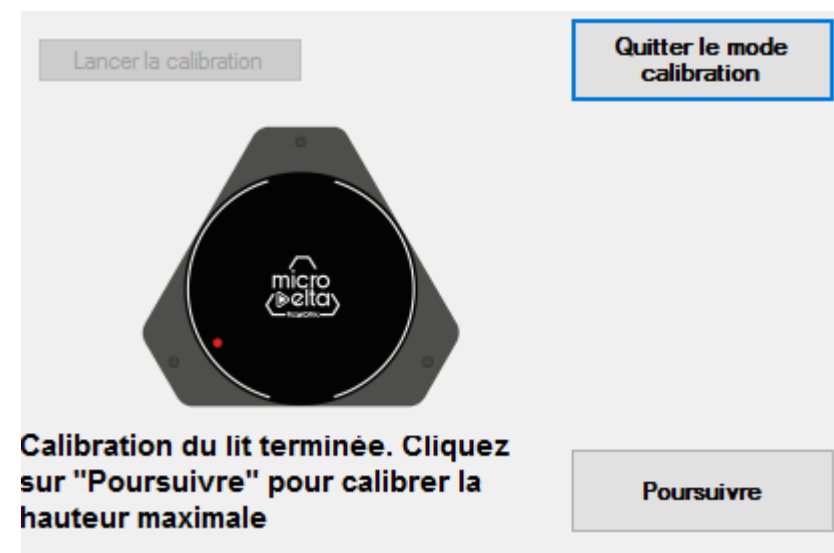 Lancer la calibration
Quitter le mode
calibration
micro
Delta
REWORK
Calibration du lit terminée. Cliquez
sur "Poursuivre" pour calibrer la
hauteur maximale
Poursuivre